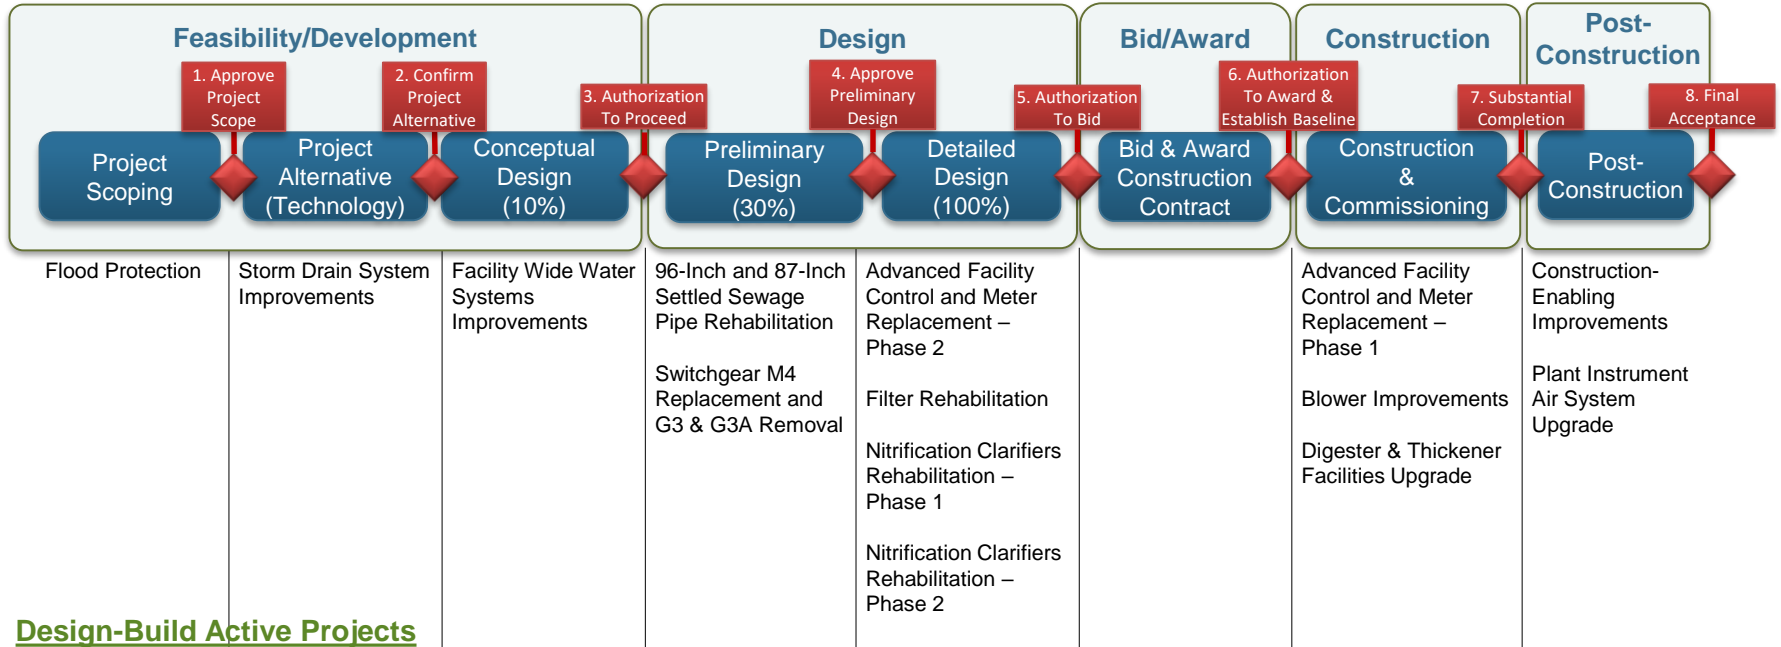 Feasibility/Development
Design
Bid/Award
Construction
Post-
Construction
1. Approve
Project
Scope
2. Confirm
Project
Alternative
3. Authorization
To Proceed
4. Approve
Preliminary
Design
5. Authorization
To Bid
6. Authorization
To Award &
Establish Baseline
7. Substantial
Completion
8. Final
Acceptance
Project
Scoping
Project
Alternative
(Technology)
Conceptual
Design
(10%)
Preliminary
Design
(30%)
Detailed
Design
(100%)
Bid & Award
Construction
Contract
Construction
&
Commissioning
Post-
Construction
Flood Protection
Storm Drain System
Improvements
Facility Wide Water
Systems
Improvements
96-Inch and 87-Inch
Settled Sewage
Pipe Rehabilitation
Switchgear M4
Replacement and
G3 & G3A Removal
Advanced Facility
Control and Meter
Replacement –
Phase 2
Filter Rehabilitation
Nitrification Clarifiers
Rehabilitation –
Phase 1
Nitrification Clarifiers
Rehabilitation –
Phase 2
Advanced Facility
Control and Meter
Replacement –
Phase 1
Blower Improvements
Digester & Thickener
Facilities Upgrade
Construction-
Enabling
Improvements
Plant Instrument
Air System
Upgrade
Design-Build Active Projects